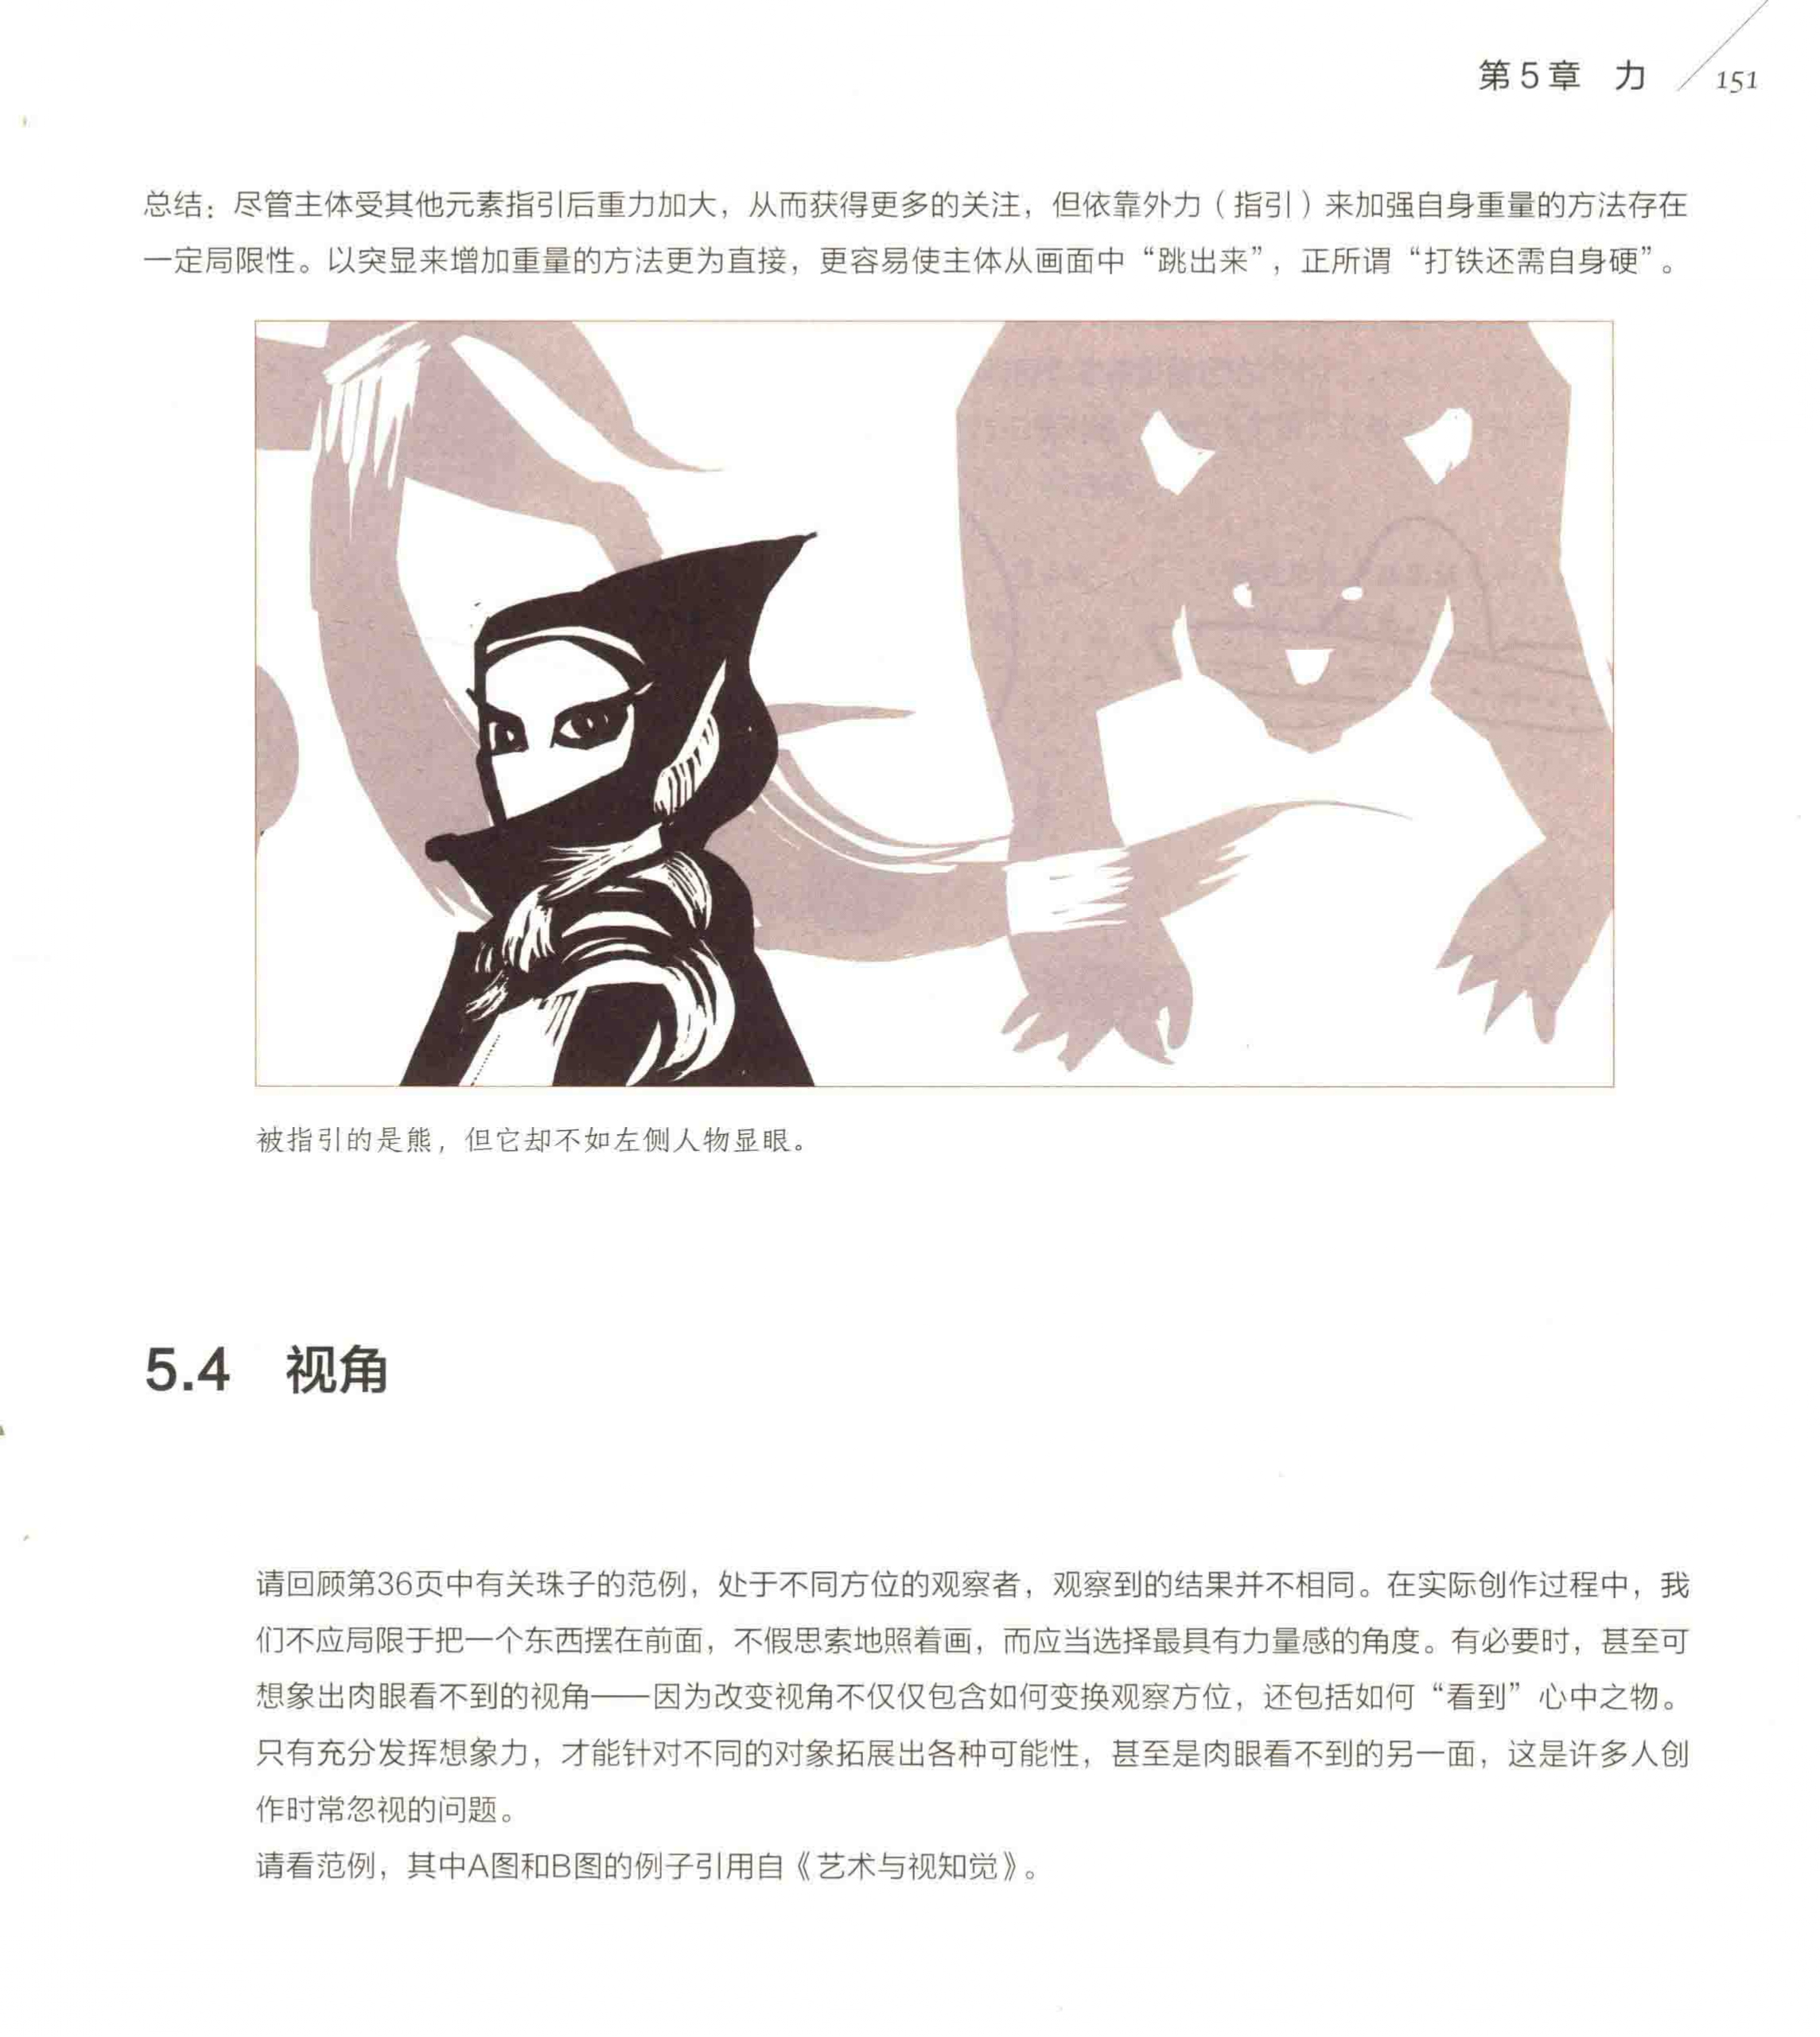 第5章 力 151
总结：尽管主体受其他元素指引后重力加大，从而获得更多的关注，但依靠外力（指引）来加强自身重量的方法存在
一定局限性。以突显来增加重量的方法更为直接，更容易使主体从画面中“跳出来”，正所谓“打铁还需自身硬”。
被指引的是熊，但它却不如左侧人物显眼。
5.4 视角
请回顾第36页中有关珠子的范例，处于不同方位的观察者，观察到的结果并不相同。在实际创作过程中，我
们不应局限于把一个东西摆在前面，不假思索地照着画，而应当选择最具有力量感的角度。有必要时，甚至可
想象出肉眼看不到的视角——因为改变视角不仅仅包含如何变换观察方位，还包括如何“看到”心中之物。
只有充分发挥想象力，才能针对不同的对象拓展出各种可能性，甚至是肉眼看不到的另一面，这是许多人创
作时常忽视的问题。
请看范例，其中A图和B图的例子引用自《艺术与视知觉》。